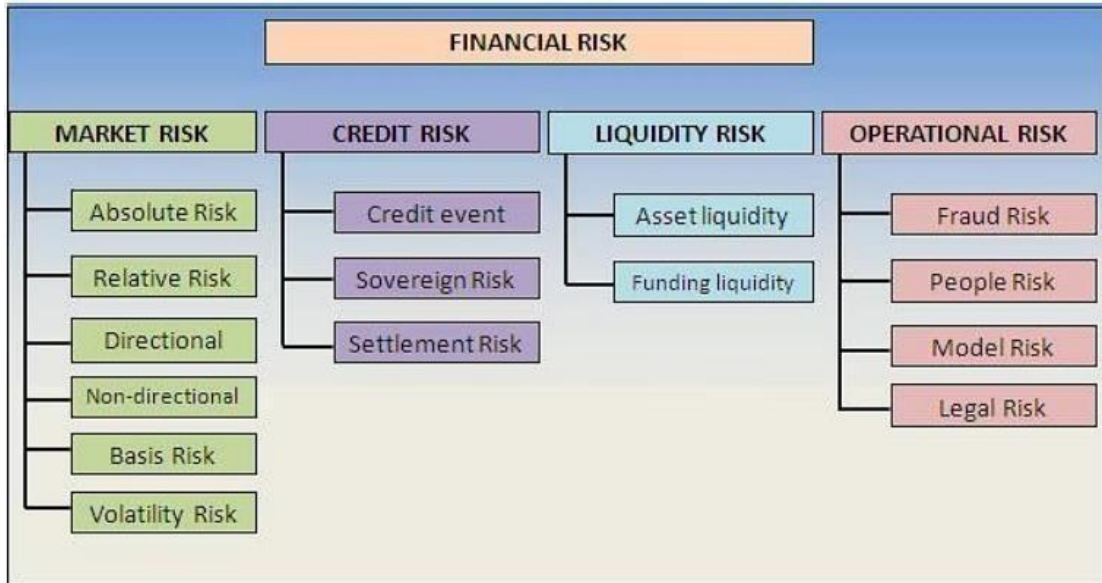 FINANCIAL RISK
MARKET RISK
Absolute Risk
Relative Risk
Directional
Non-directional
Basis Risk
Volatility Risk
CREDIT RISK
Credit event
Sovereign Risk
Settlement Risk
LIQUIDITY RISK
Asset liquidity
Funding liquidity
OPERATIONAL RISK
Fraud Risk
People Risk
Model Risk
Legal Risk